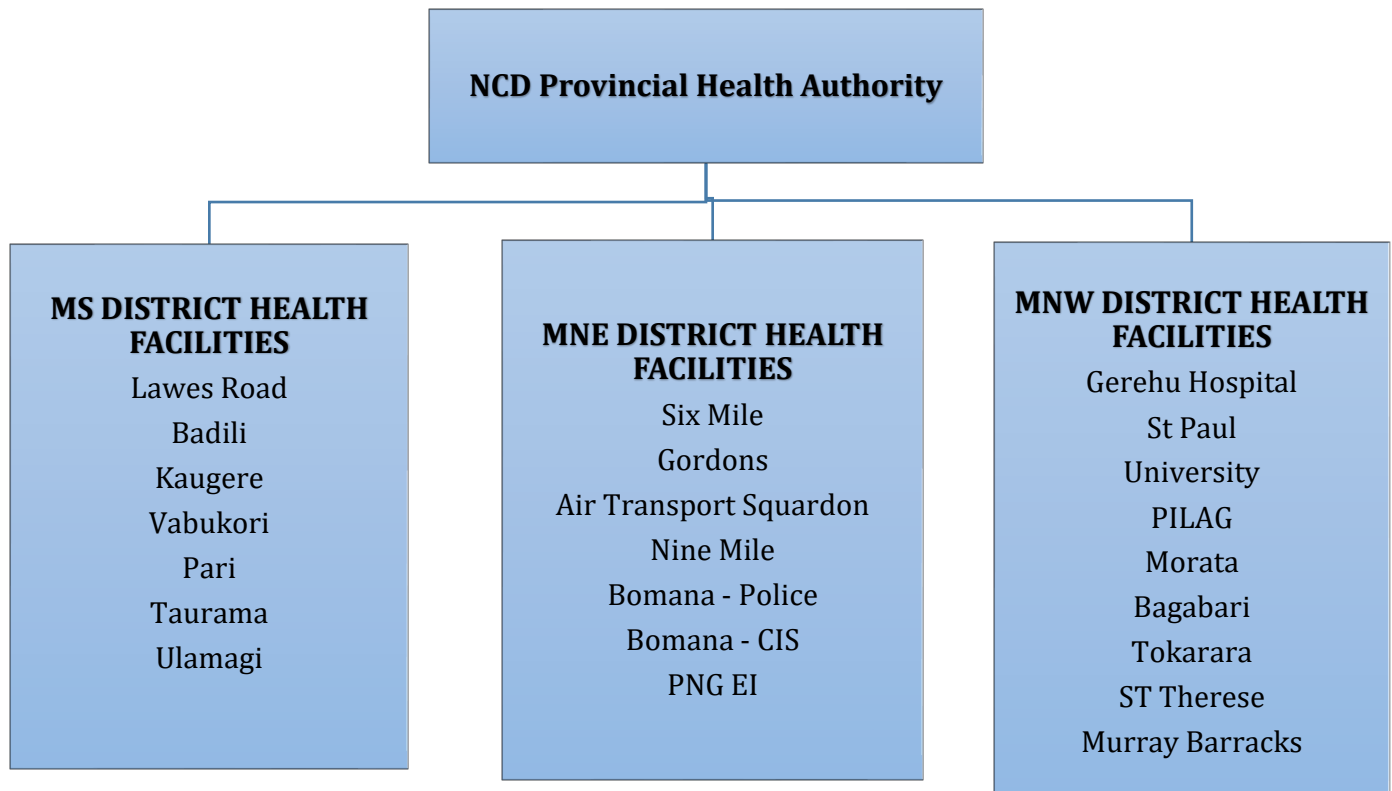 NCD Provincial Health Authority
MS DISTRICT HEALTH
FACILITIES
Lawes Road
Badili
Kaugere
Vabukori
Pari
Taurama
Ulamagi
MNE DISTRICT HEALTH
FACILITIES
Six Mile
Gordons
Air Transport Squardon
Nine Mile
Bomana - Police
Bomana - CIS
PNG EI
MNW DISTRICT HEALTH
FACILITIES
Gerehu Hospital
St Paul
University
PILAG
Morata
Bagabari
Tokarara
ST Therese
Murray Barracks